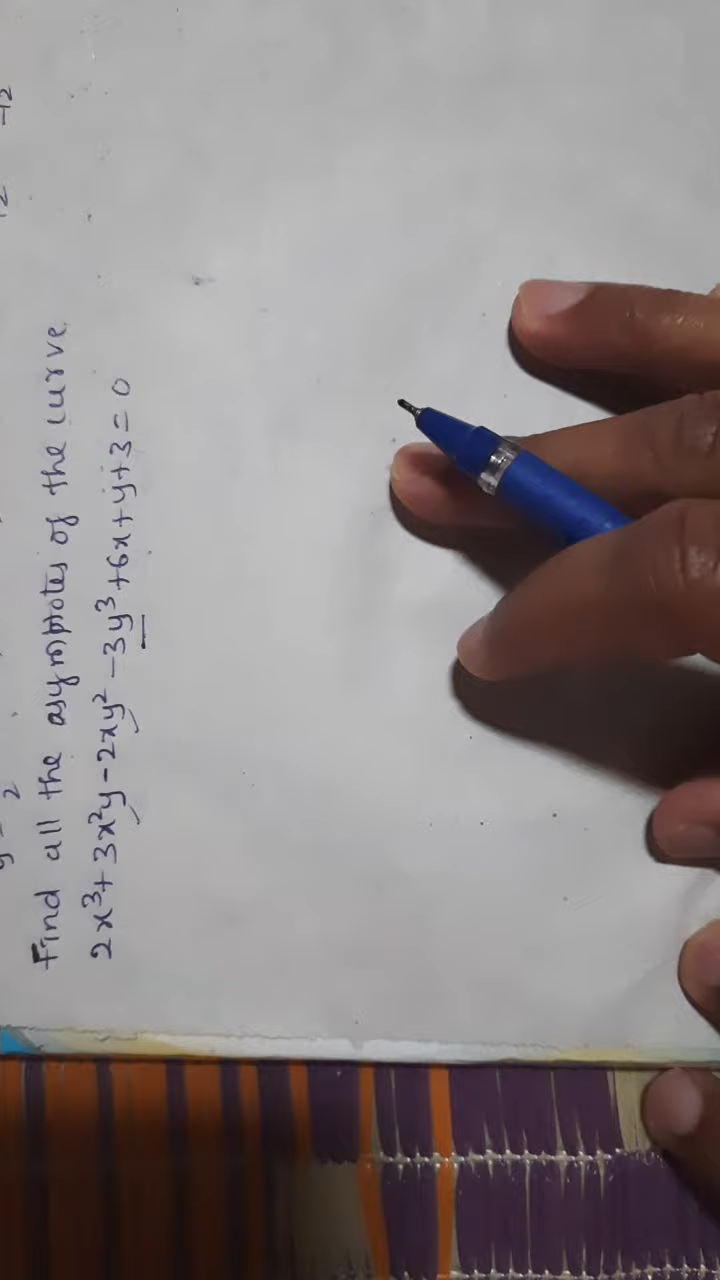 Find all the asymptotes of the curve
2x³+3x²y-2xy²-3y³+6x+y+3=0